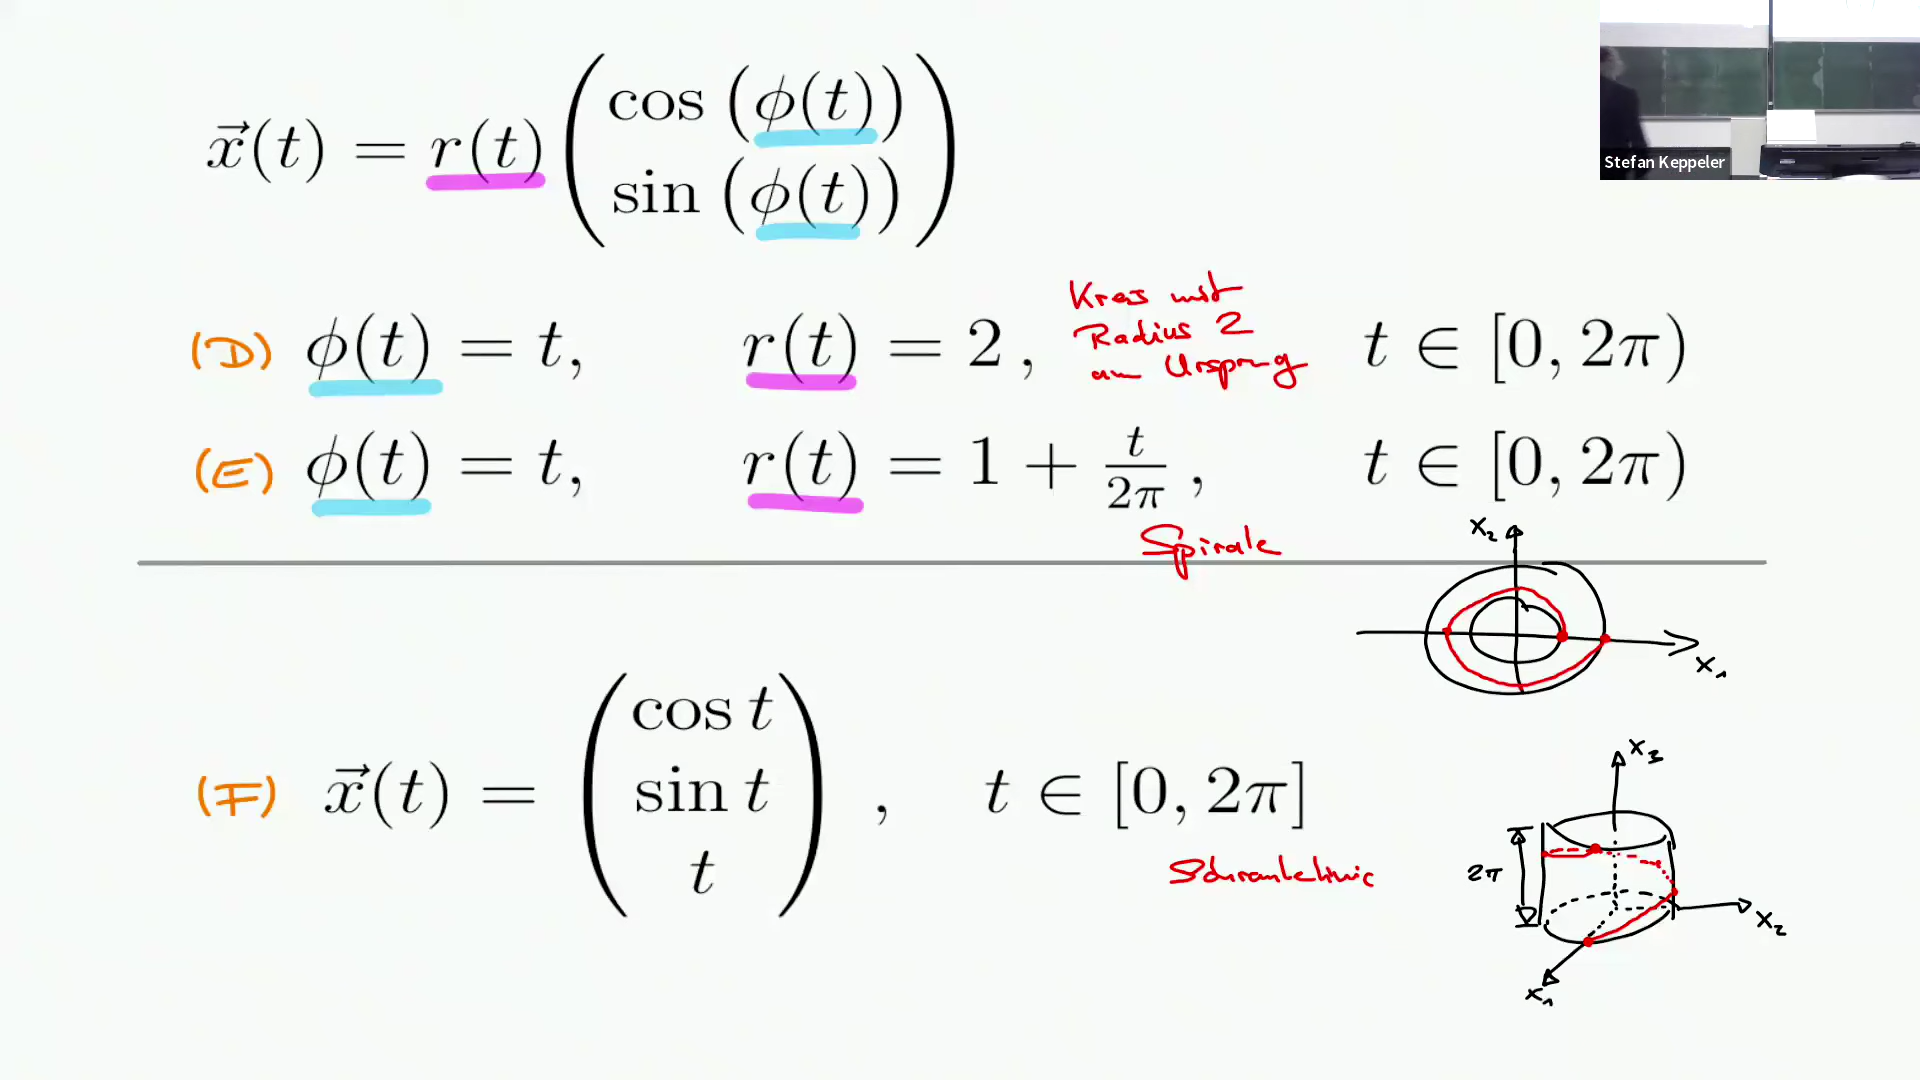 Stefan Keppeler
x⃗(t) = r(t) (cos (ϕ(t))
sin (ϕ(t)))
Kreis mit
Radius 2
um Ursprung
(D) ϕ(t) = t, r(t) = 2 , t ∈ [0, 2π)
(E) ϕ(t) = t, r(t) = 1 + t/2π , t ∈ [0, 2π)
Spirale
x₂
x₁
(F) x⃗(t) = (cos t
sin t
t) , t ∈ [0, 2π]
Schraubenlinie
x₃
2π
x₂
x₁